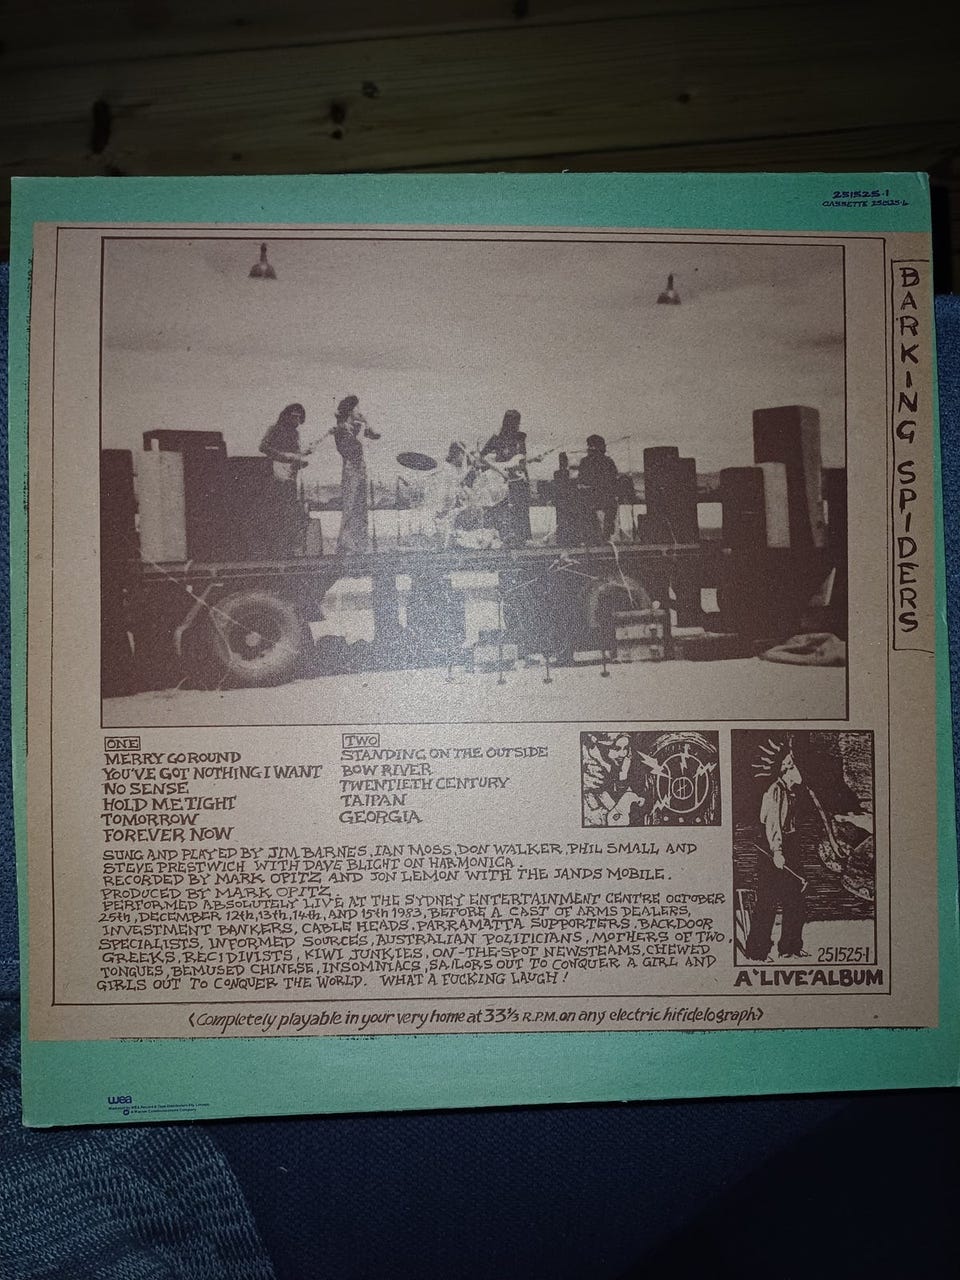 251525·1
CASSETTE 251525·4
BARKING SPIDERS
ONE
MERRY GO ROUND
YOU'VE GOT NOTHING I WANT
NO SENSE
HOLD ME TIGHT
TOMORROW
FOREVER NOW
TWO
STANDING ON THE OUTSIDE
BOW RIVER
TWENTIETH CENTURY
TAIPAN
GEORGIA
SUNG AND PLAYED BY JIM BARNES, IAN MOSS, DON WALKER, PHIL SMALL AND
STEVE PRESTWICH WITH DAVE BLIGHT ON HARMONICA.
RECORDED BY MARK OPITZ AND JON LEMON WITH THE JANDS MOBILE.
PRODUCED BY MARK OPITZ.
PERFORMED ABSOLUTELY LIVE AT THE SYDNEY ENTERTAINMENT CENTRE OCTOBER
25th, DECEMBER 12th, 13th, 14th, AND 15th 1983, BEFORE A CAST OF ARMS DEALERS,
INVESTMENT BANKERS, CABLE HEADS, PARRAMATTA SUPPORTERS, BACKDOOR
SPECIALISTS, INFORMED SOURCES, AUSTRALIAN POLITICIANS, MOTHERS OF TWO,
GREEKS, RECIDIVISTS, KIWI JUNKIES, ON-THE-SPOT NEWSTEAMS, CHEWED
TONGUES, BEMUSED CHINESE, INSOMNIACS, SAILORS OUT TO CONQUER A GIRL AND
GIRLS OUT TO CONQUER THE WORLD. WHAT A FUCKING LAUGH!
251525·1
A 'LIVE' ALBUM
(Completely playable in your very home at 33⅓ R.P.M. on any electric hifidelograph)
wea
A Warner Communications Company